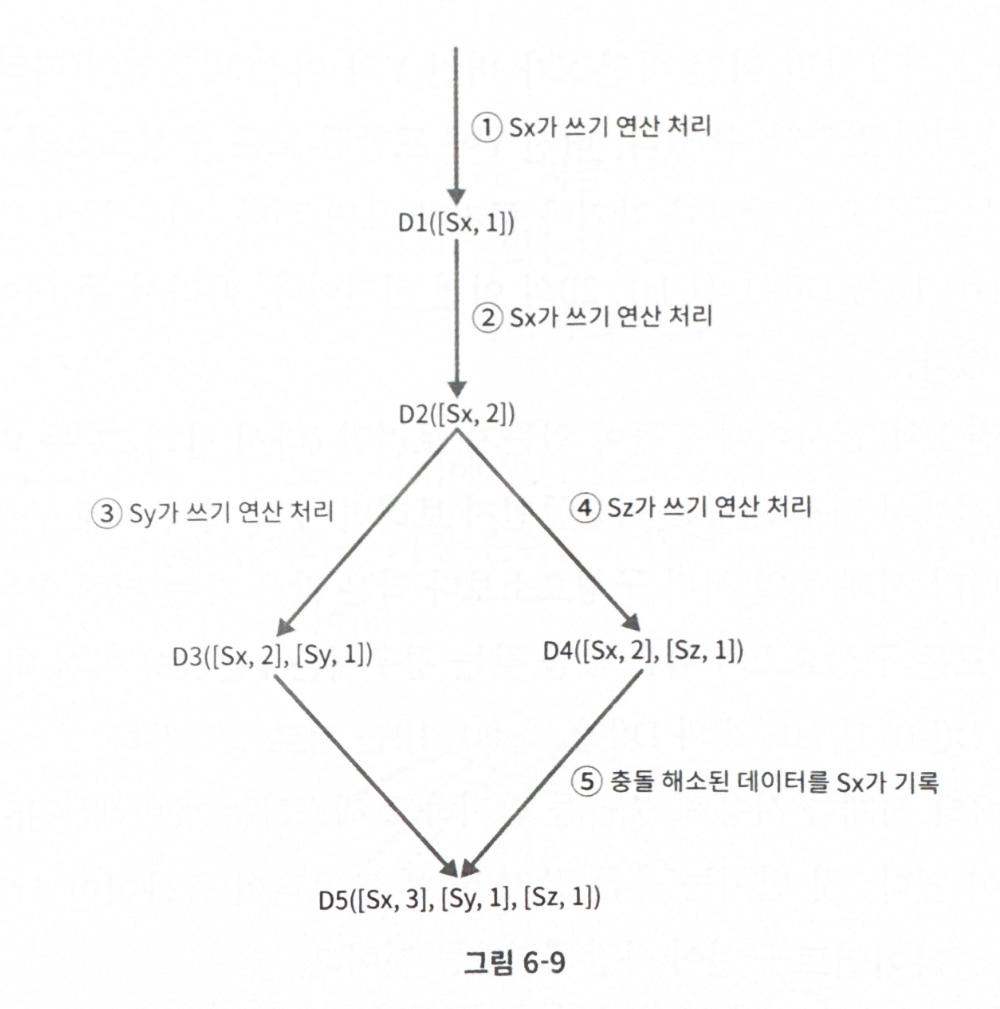 ① Sx가 쓰기 연산 처리
D1([Sx, 1])
② Sx가 쓰기 연산 처리
D2([Sx, 2])
③ Sy가 쓰기 연산 처리
④ Sz가 쓰기 연산 처리
D3([Sx, 2], [Sy, 1])
D4([Sx, 2], [Sz, 1])
⑤ 충돌 해소된 데이터를 Sx가 기록
D5([Sx, 3], [Sy, 1], [Sz, 1])
그림 6-9